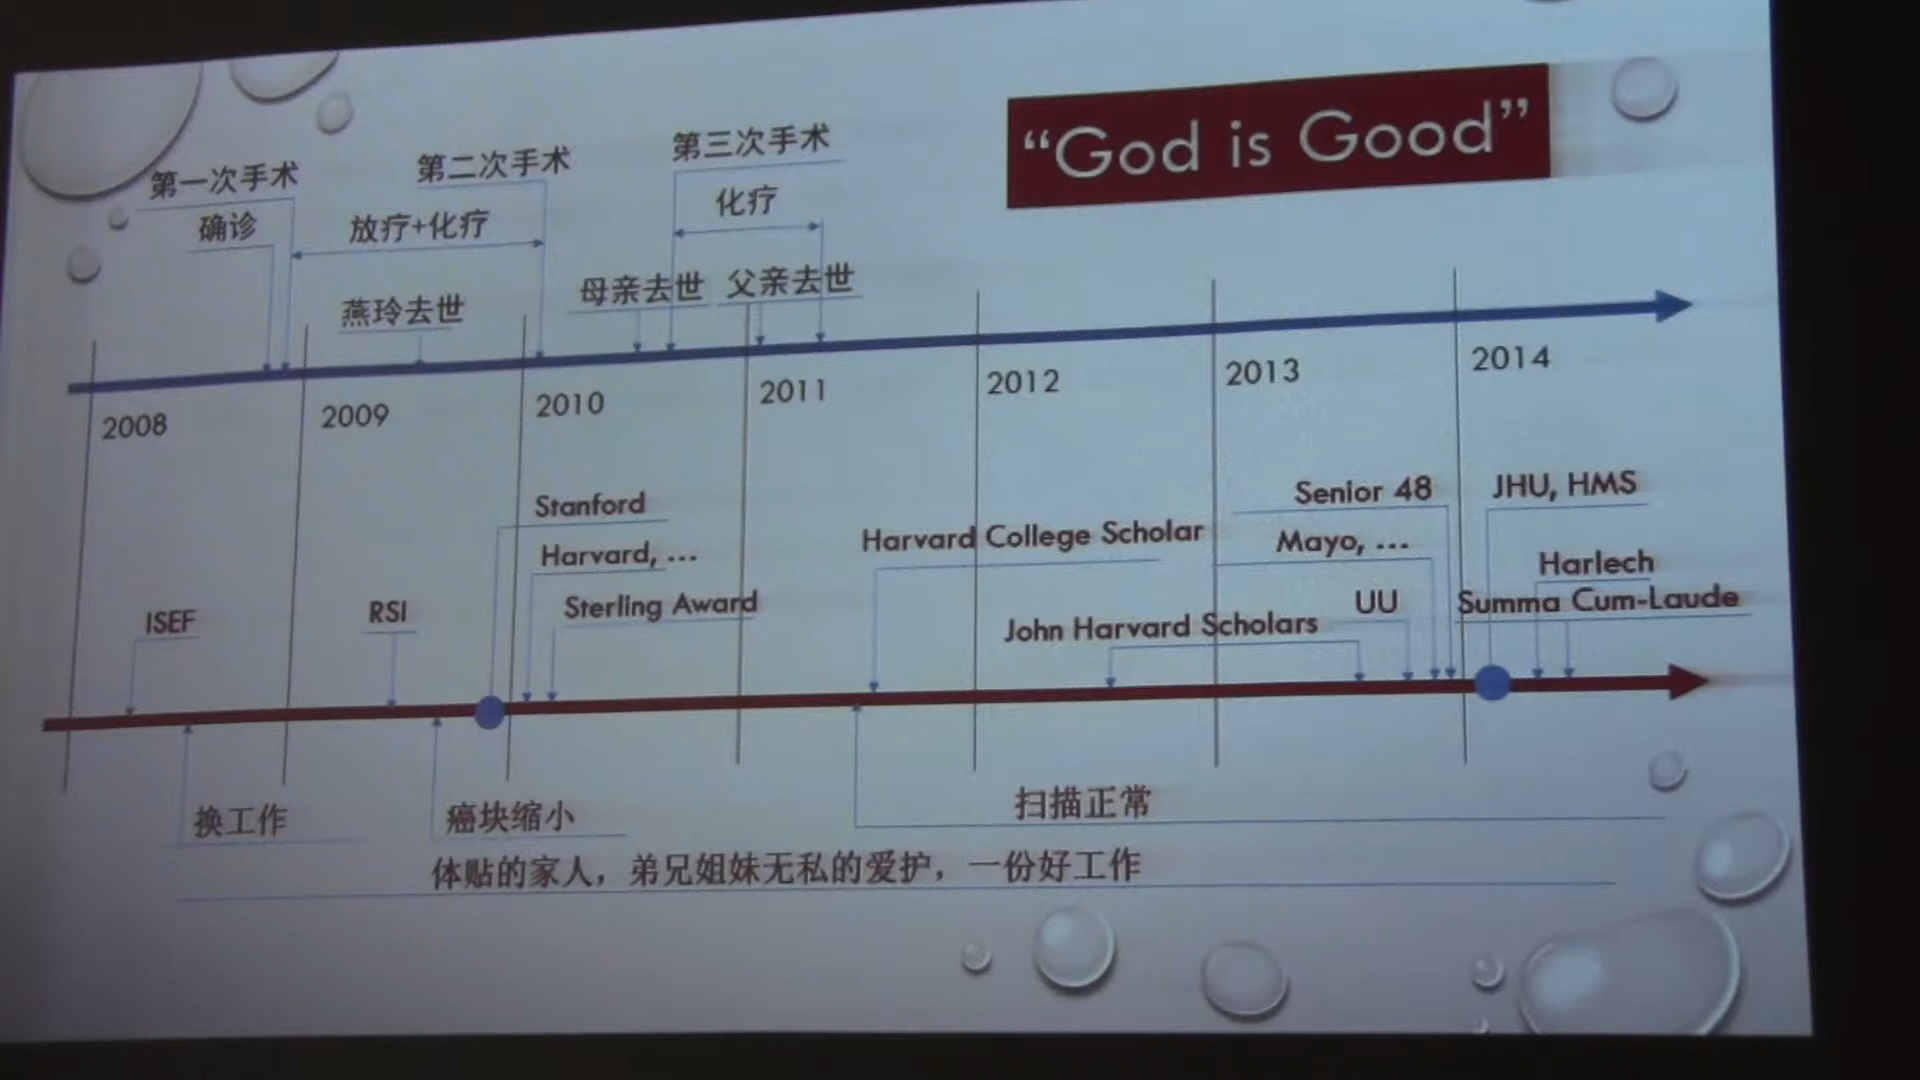 “God is Good”
第一次手术
第二次手术
第三次手术
确诊
放疗+化疗
化疗
燕玲去世
母亲去世
父亲去世
2008
2009
2010
2011
2012
2013
2014
Stanford
Harvard, ...
Sterling Award
ISEF
RSI
Harvard College Scholar
John Harvard Scholars
Senior 48
Mayo, ...
UU
JHU, HMS
Harlech
Summa Cum-Laude
换工作
癌块缩小
扫描正常
体贴的家人，弟兄姐妹无私的爱护，一份好工作